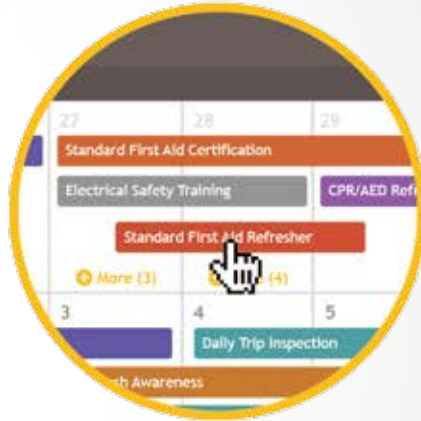 27 28 29
Standard First Aid Certification
Electrical Safety Training CPR/AED
Standard First Aid Refresher
More (3) (4)
3 4 5
Daily Trip Inspection
Awareness